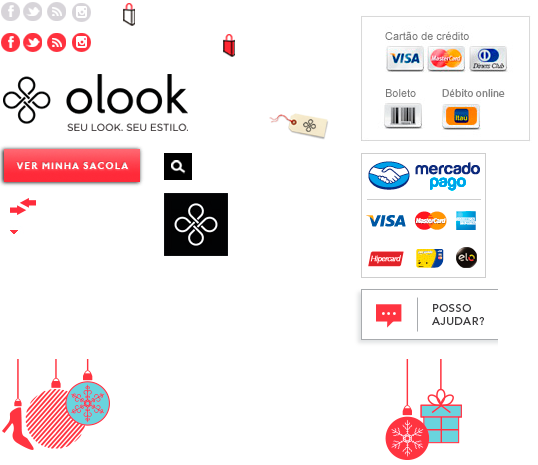 olook
SEU LOOK. SEU ESTILO.
VER MINHA SACOLA
Cartão de crédito
VISA
MasterCard
Diners Club
Boleto
Débito online
Itaú
mercado
pago
VISA
MasterCard
Hipercard
elo
POSSO
AJUDAR?